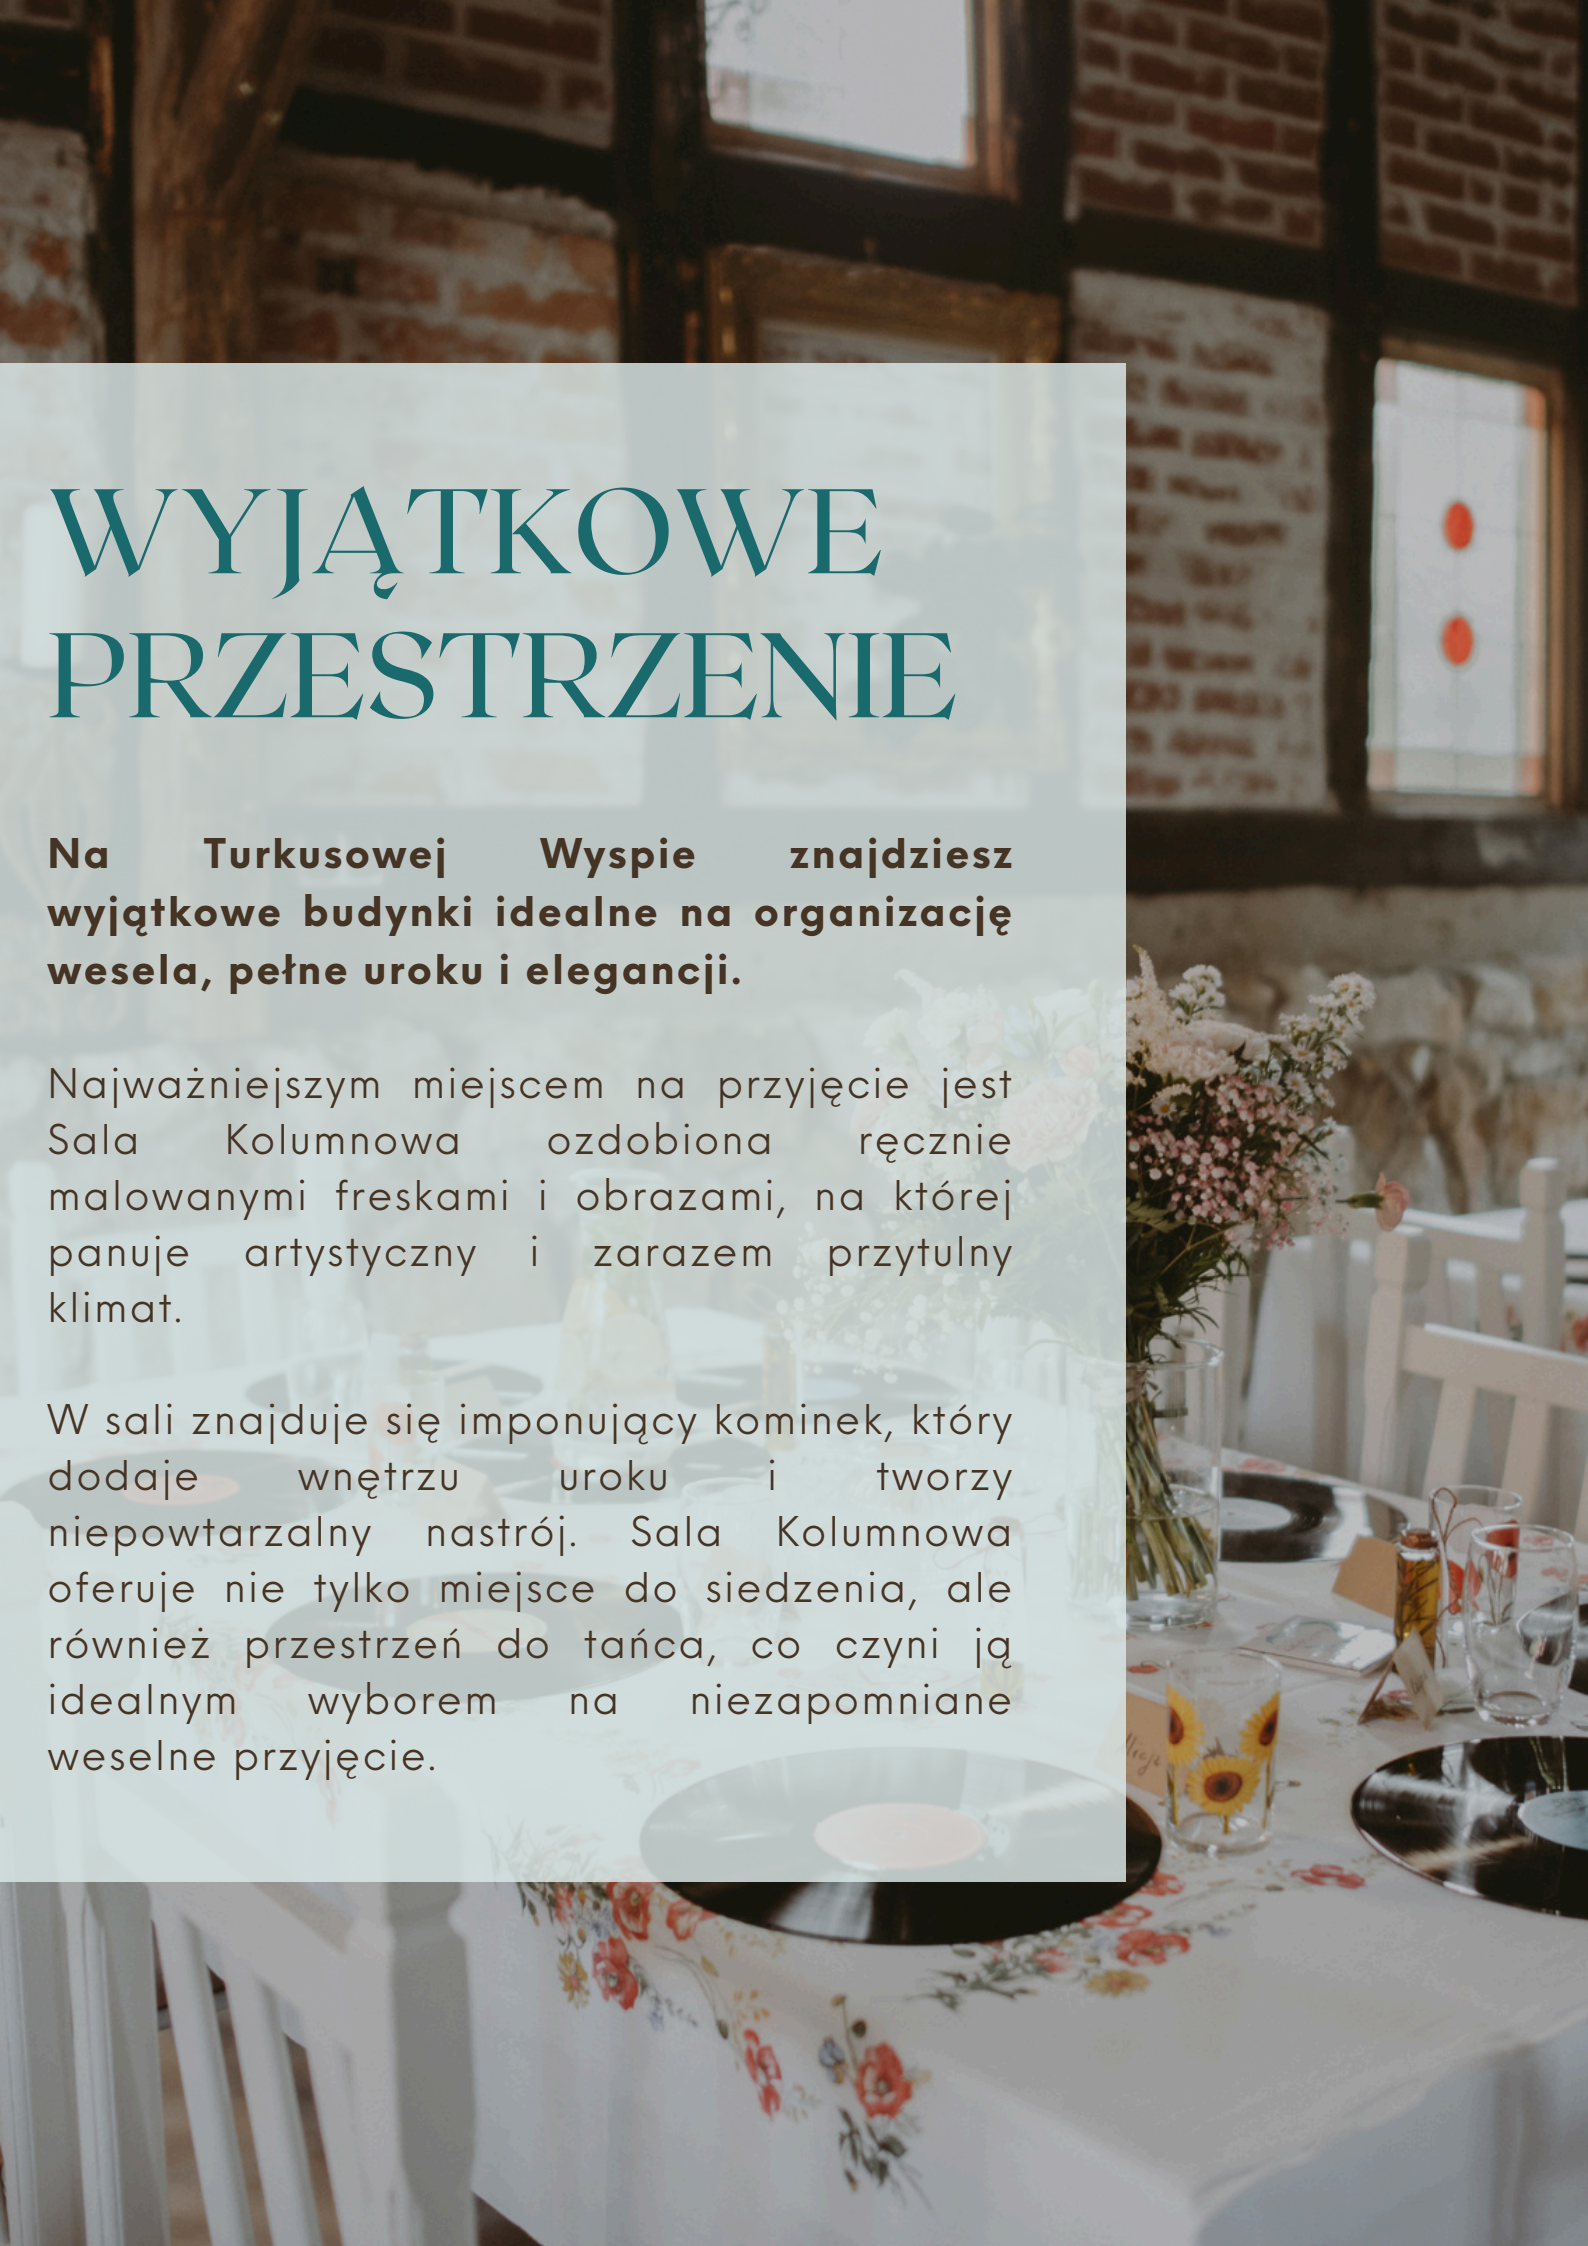 WYJĄTKOWE
PRZESTRZENIE
Na Turkusowej Wyspie znajdziesz
wyjątkowe budynki idealne na organizację
wesela, pełne uroku i elegancji.
Najważniejszym miejscem na przyjęcie jest
Sala Kolumnowa ozdobiona ręcznie
malowanymi freskami i obrazami, na której
panuje artystyczny i zarazem przytulny
klimat.
W sali znajduje się imponujący kominek, który
dodaje wnętrzu uroku i tworzy
niepowtarzalny nastrój. Sala Kolumnowa
oferuje nie tylko miejsce do siedzenia, ale
również przestrzeń do tańca, co czyni ją
idealnym wyborem na niezapomniane
weselne przyjęcie.